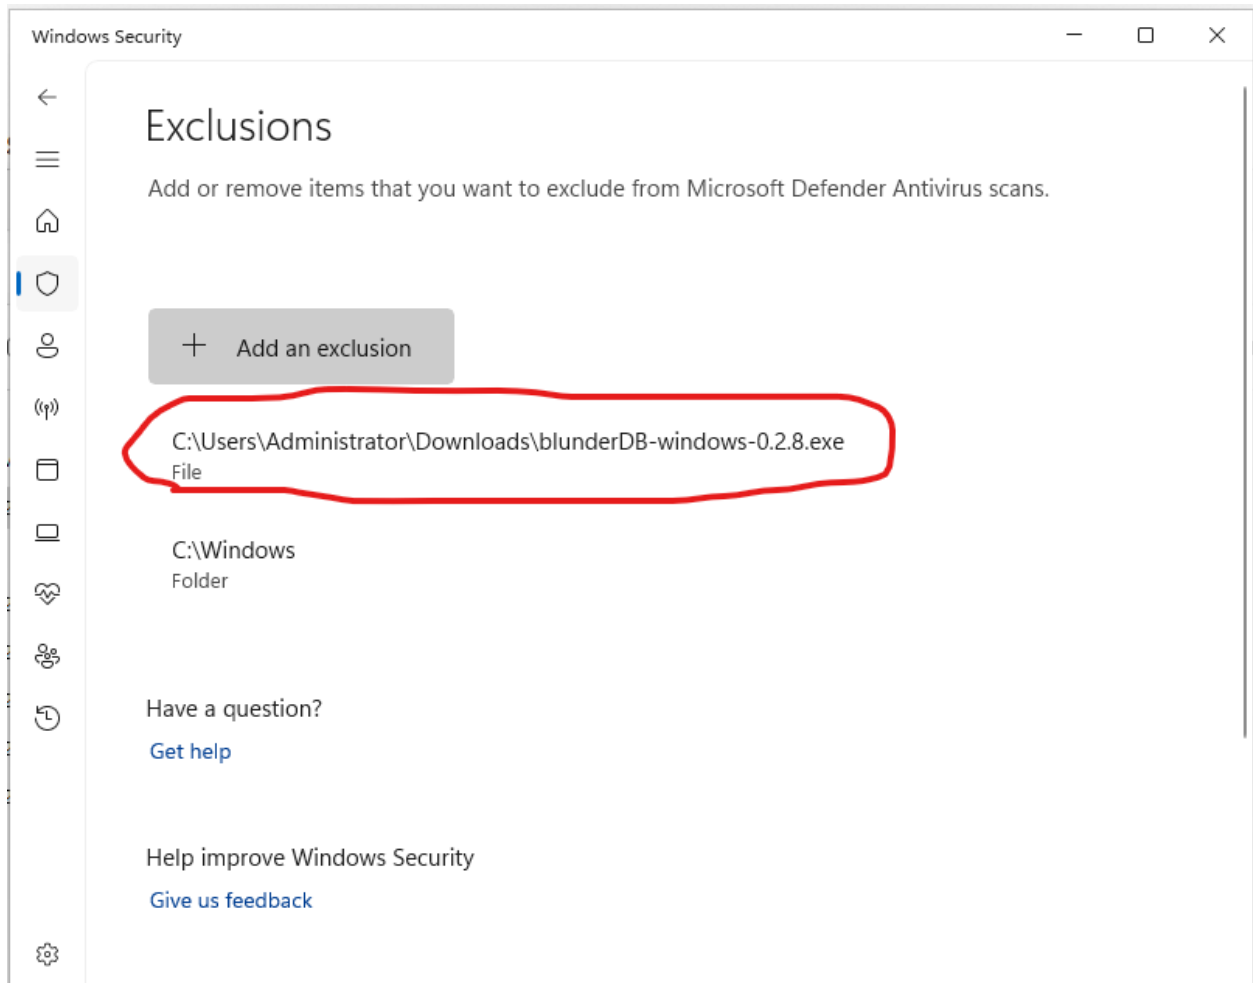 Windows Security
Exclusions
Add or remove items that you want to exclude from Microsoft Defender Antivirus scans.
Add an exclusion
C:\Users\Administrator\Downloads\blunderDB-windows-0.2.8.exe
File
C:\Windows
Folder
Have a question?
Get help
Help improve Windows Security
Give us feedback